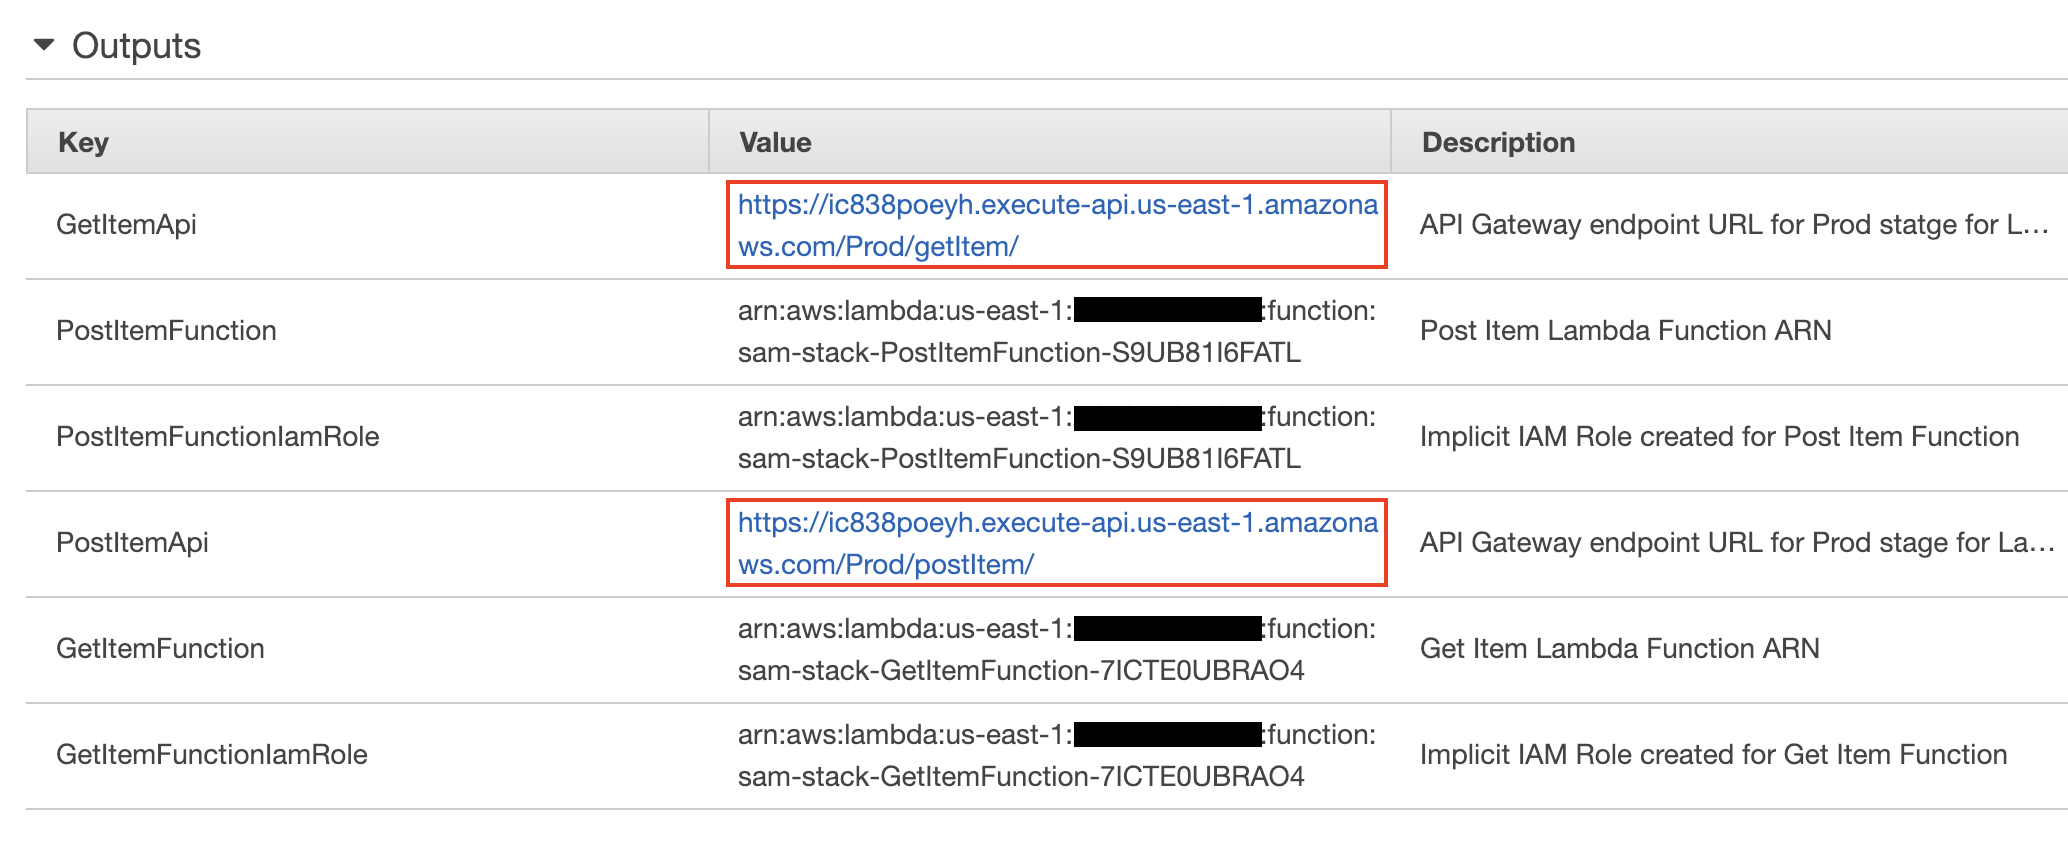 Outputs
Key Value Description
GetItemApi
https://ic838poeyh.execute-api.us-east-1.amazona
ws.com/Prod/getItem/
API Gateway endpoint URL for Prod statge for L...
PostItemFunction
arn:aws:lambda:us-east-1: :function:
sam-stack-PostItemFunction-S9UB81I6FATL
Post Item Lambda Function ARN
PostItemFunctionIamRole
arn:aws:lambda:us-east-1: :function:
sam-stack-PostItemFunction-S9UB81I6FATL
Implicit IAM Role created for Post Item Function
PostItemApi
https://ic838poeyh.execute-api.us-east-1.amazona
ws.com/Prod/postItem/
API Gateway endpoint URL for Prod stage for La...
GetItemFunction
arn:aws:lambda:us-east-1: :function:
sam-stack-GetItemFunction-7ICTE0UBRAO4
Get Item Lambda Function ARN
GetItemFunctionIamRole
arn:aws:lambda:us-east-1: :function:
sam-stack-GetItemFunction-7ICTE0UBRAO4
Implicit IAM Role created for Get Item Function